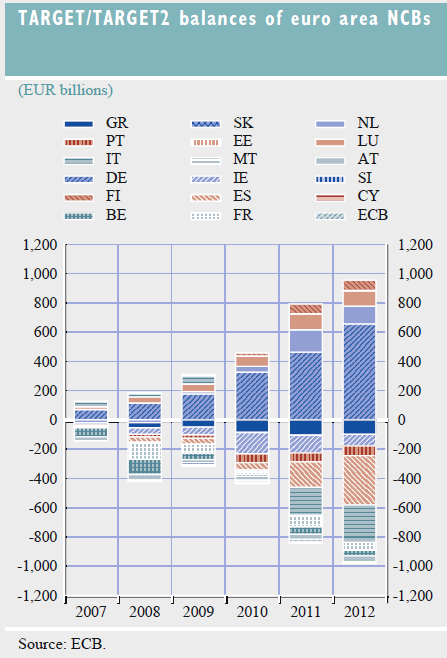 TARGET/TARGET2 balances of euro area NCBs
(EUR billions)
GR SK NL
PT EE LU
IT MT AT
DE IE SI
FI ES CY
BE FR ECB
1,200 1,200
1,000 1,000
800 800
600 600
400 400
200 200
0 0
-200 -200
-400 -400
-600 -600
-800 -800
-1,000 -1,000
-1,200 -1,200
2007 2008 2009 2010 2011 2012
Source: ECB.